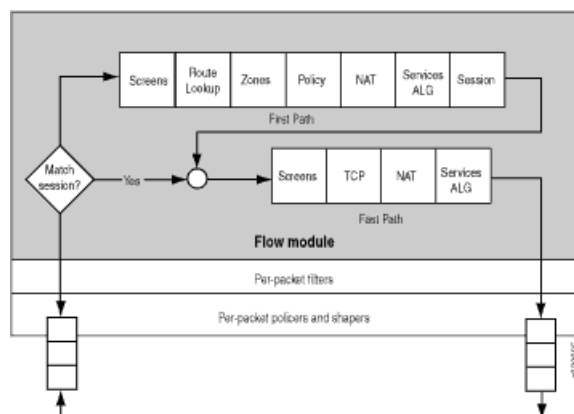 Screens
Route
Lookup
Zones
Policy
NAT
Services
ALG
Session
First Path
Match
session?
Yes
Screens
TCP
NAT
Services
ALG
Fast Path
Flow module
Per-packet filters
Per-packet policers and shapers